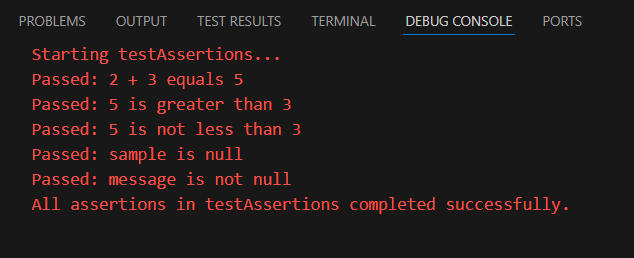 PROBLEMS OUTPUT TEST RESULTS TERMINAL DEBUG CONSOLE PORTS
Starting testAssertions...
Passed: 2 + 3 equals 5
Passed: 5 is greater than 3
Passed: 5 is not less than 3
Passed: sample is null
Passed: message is not null
All assertions in testAssertions completed successfully.